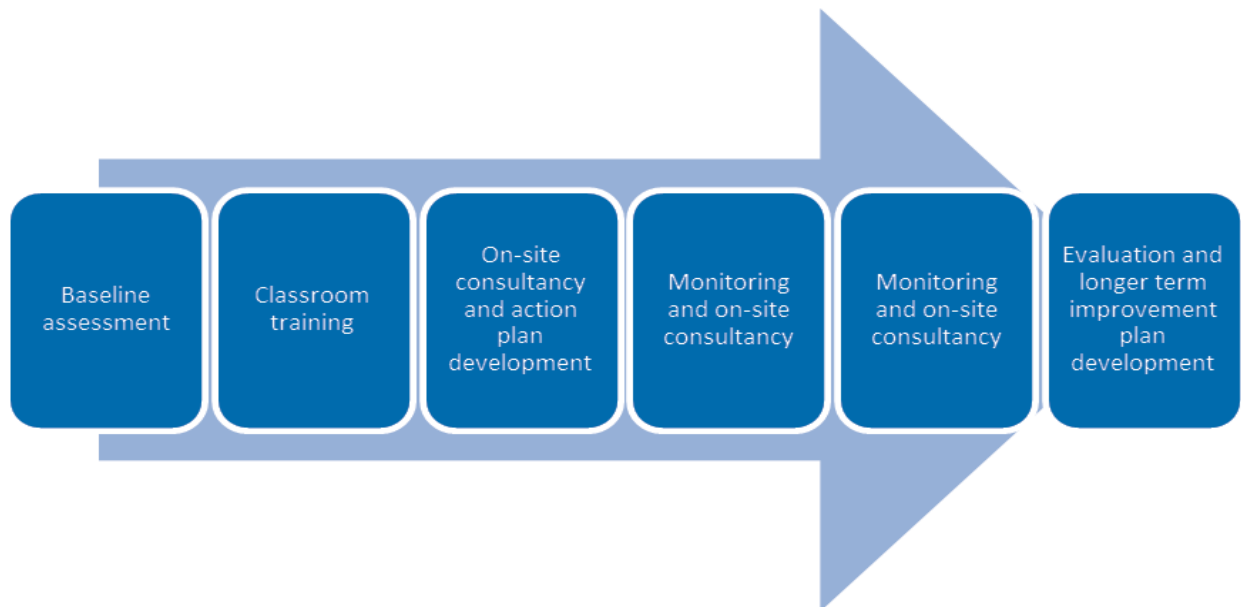 Baseline
assessment
Classroom
training
On-site
consultancy
and action
plan
development
Monitoring
and on-site
consultancy
Monitoring
and on-site
consultancy
Evaluation and
longer term
improvement
plan
development